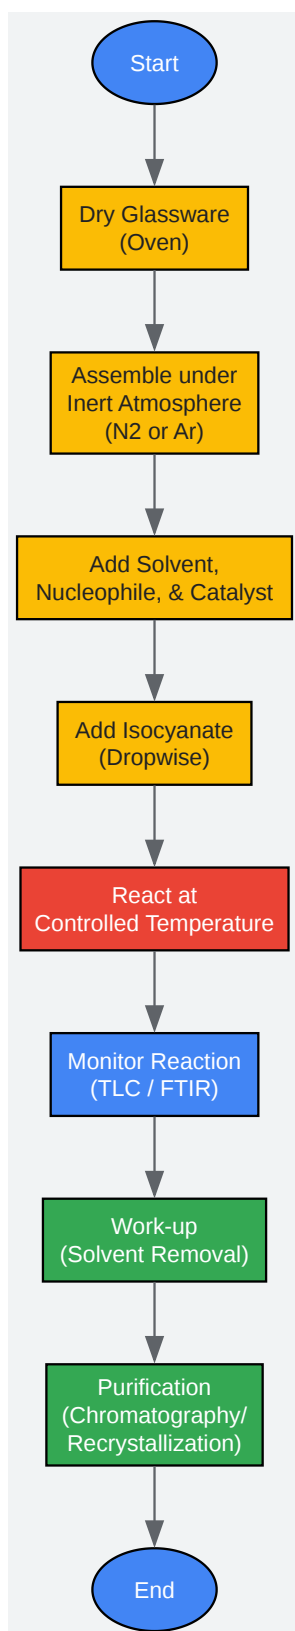 Start
Dry Glassware
(Oven)
Assemble under
Inert Atmosphere
(N2 or Ar)
Add Solvent,
Nucleophile, & Catalyst
Add Isocyanate
(Dropwise)
React at
Controlled Temperature
Monitor Reaction
(TLC / FTIR)
Work-up
(Solvent Removal)
Purification
(Chromatography/
Recrystallization)
End